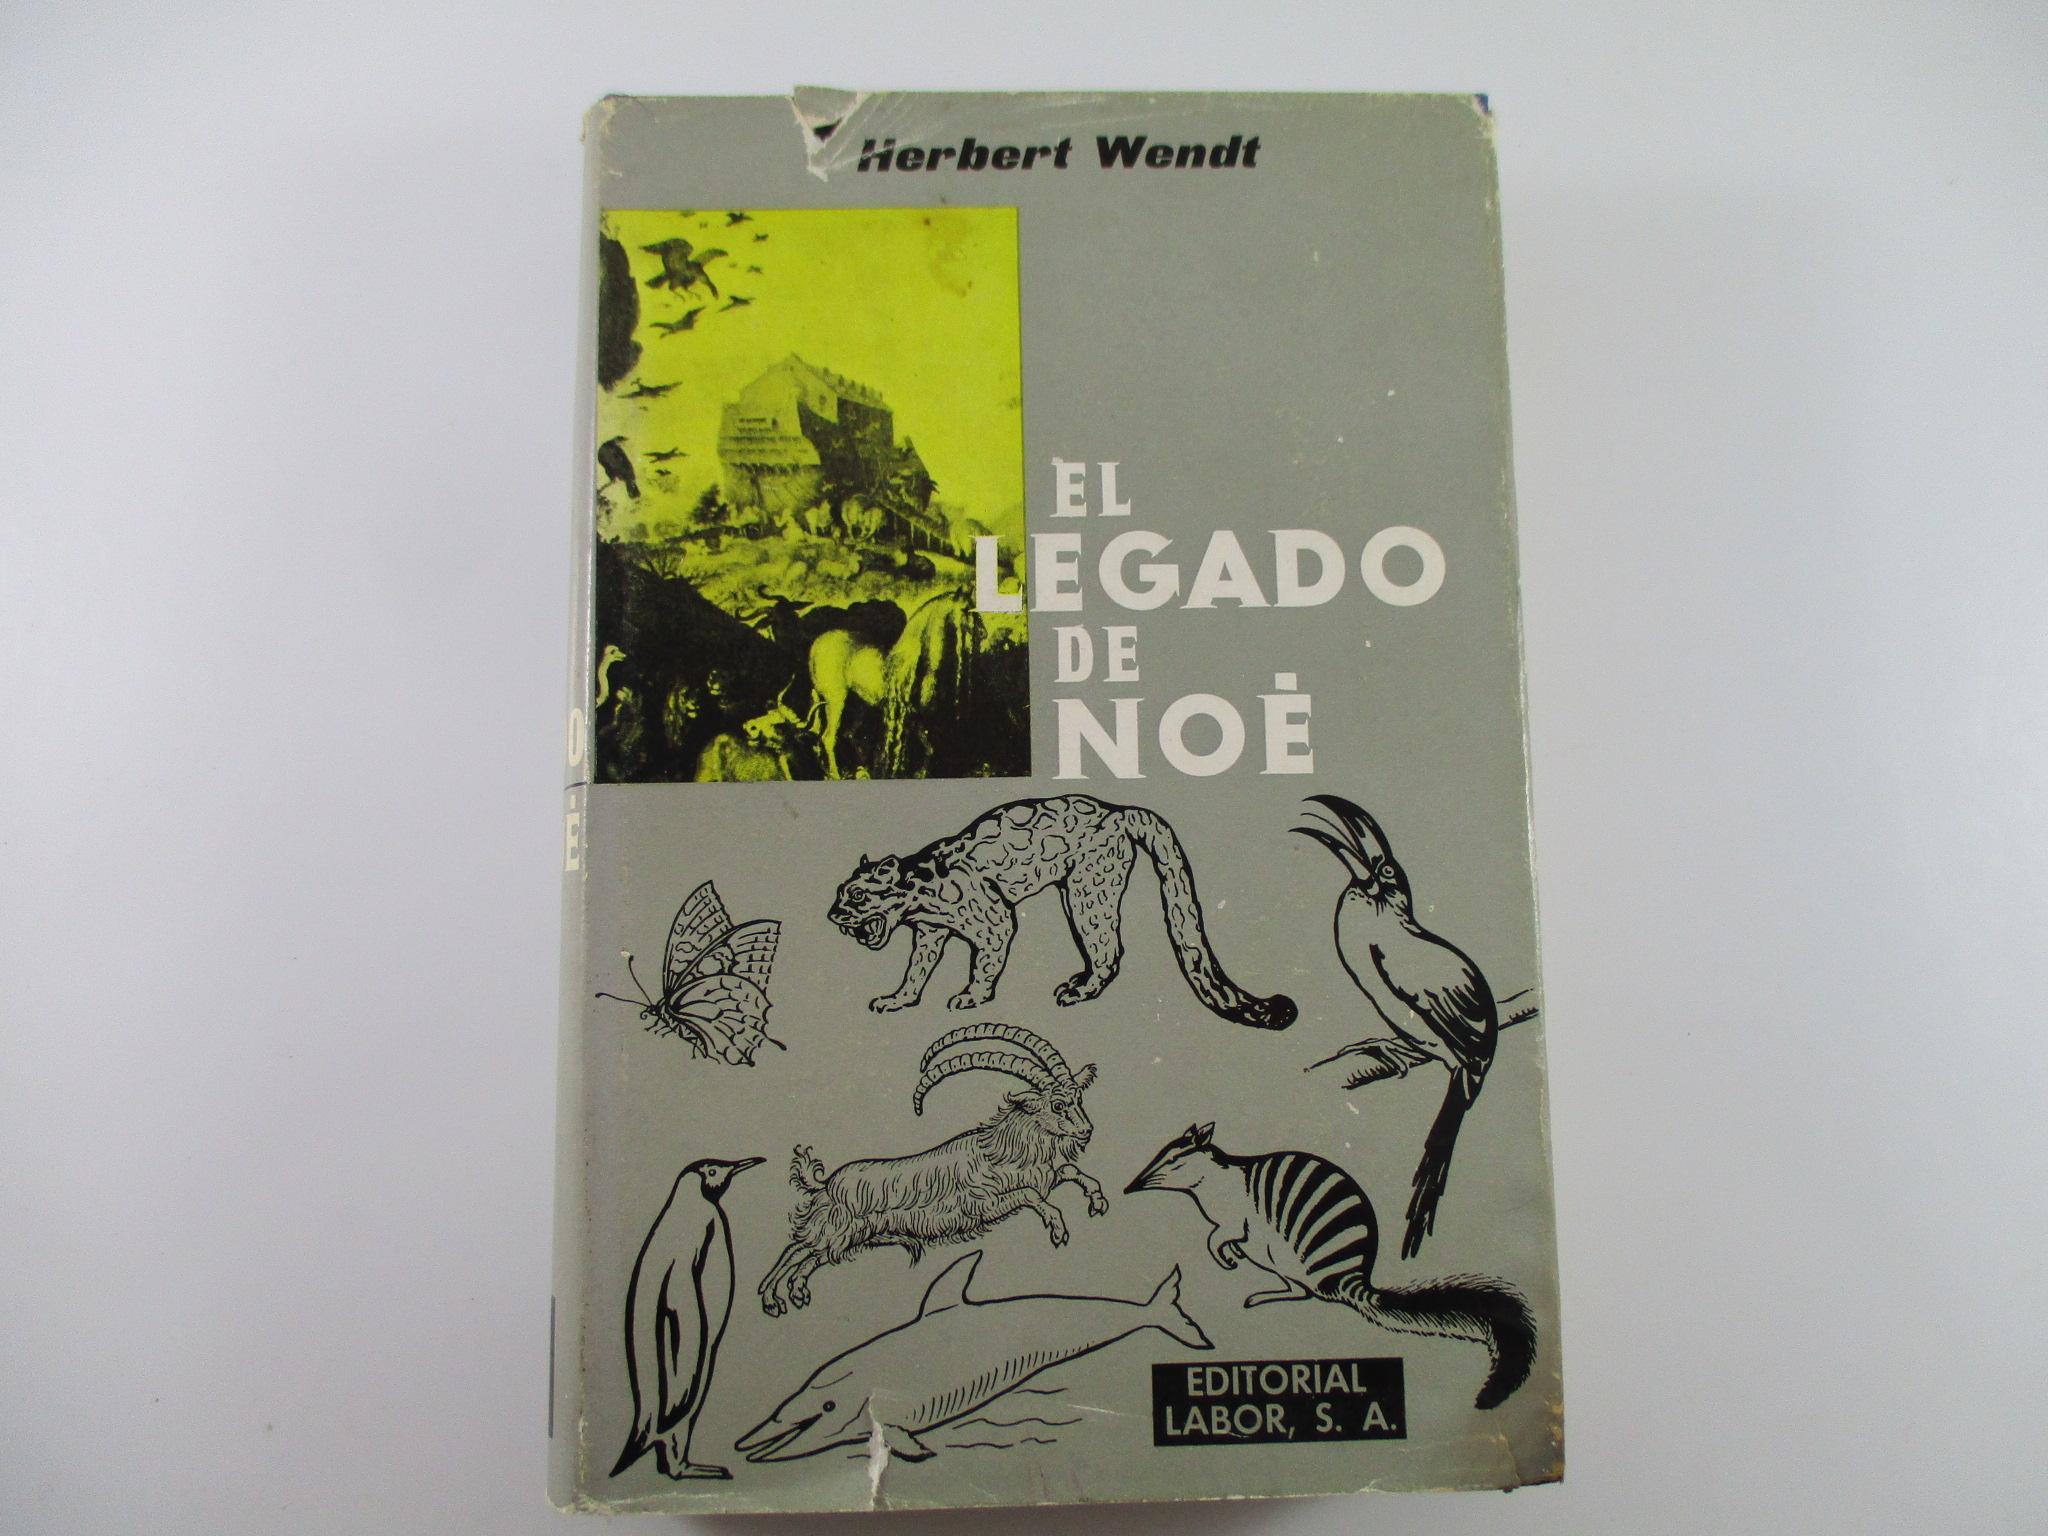 Herbert Wendt
EL
LEGADO
DE
NOÉ
EDITORIAL
LABOR, S. A.
O
É